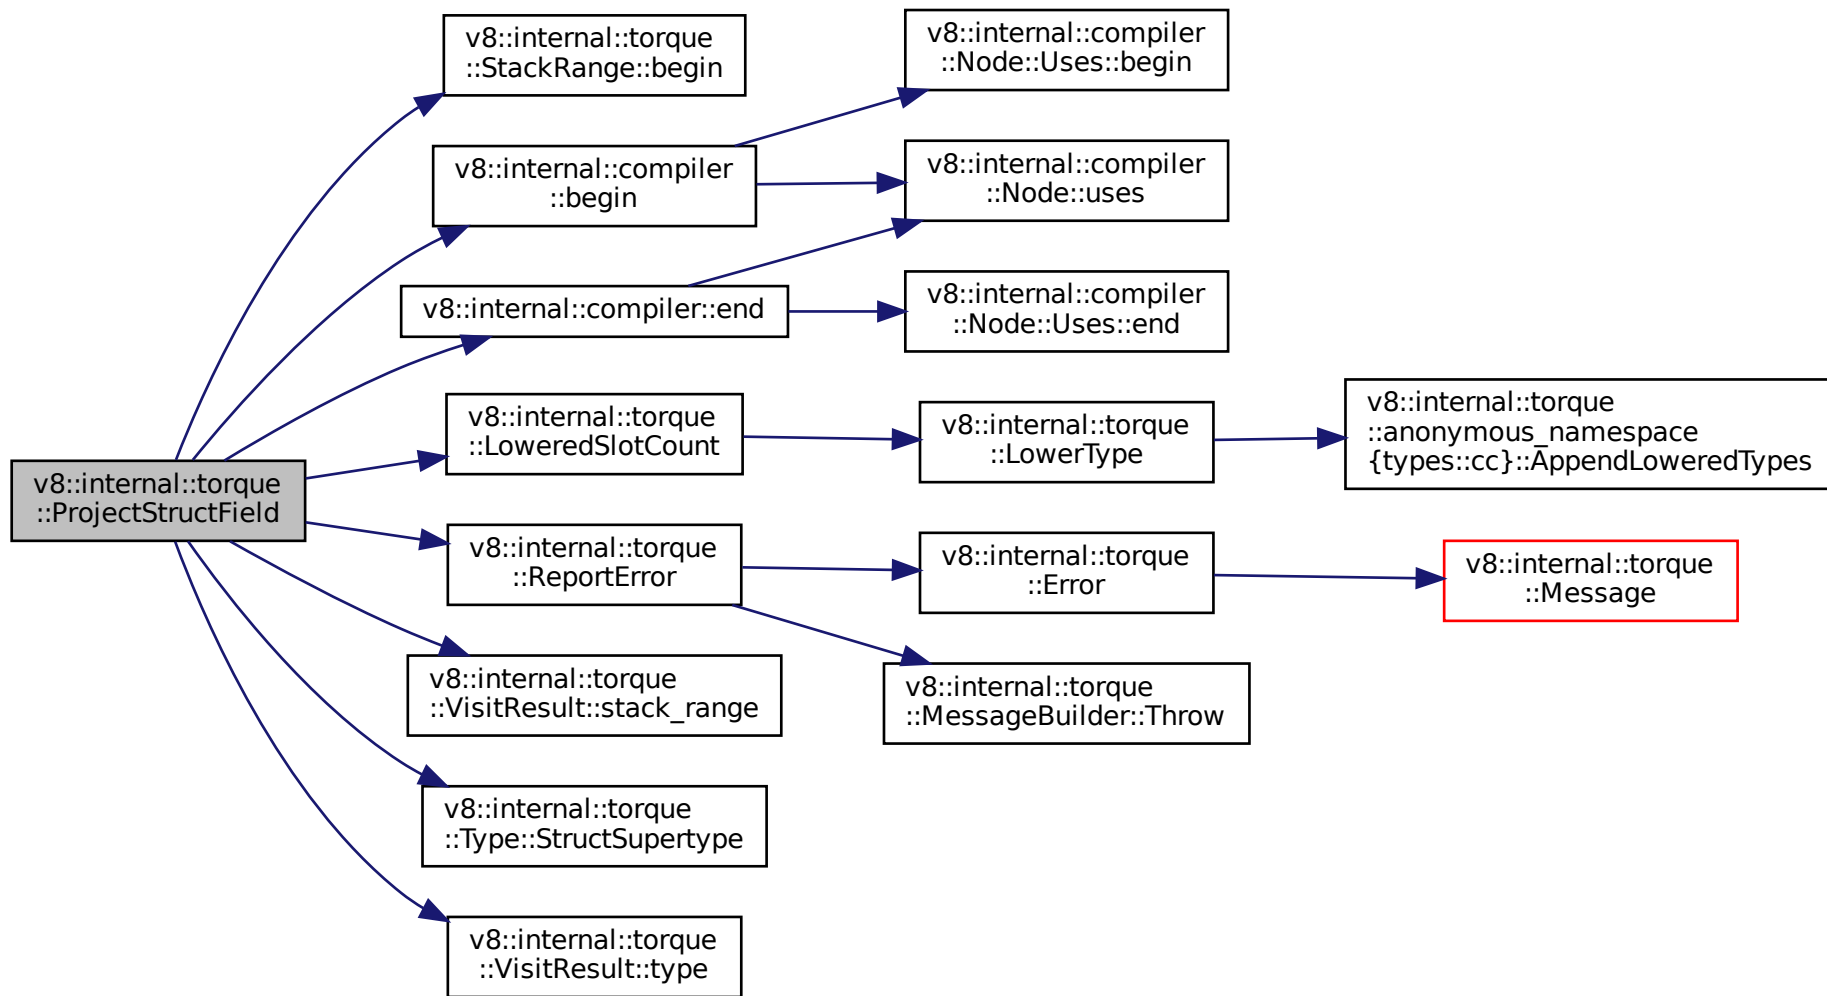 v8::internal::torque
::ProjectStructField
v8::internal::torque
::StackRange::begin
v8::internal::compiler
::begin
v8::internal::compiler::end
v8::internal::torque
::LoweredSlotCount
v8::internal::torque
::ReportError
v8::internal::torque
::VisitResult::stack_range
v8::internal::torque
::Type::StructSupertype
v8::internal::torque
::VisitResult::type
v8::internal::compiler
::Node::Uses::begin
v8::internal::compiler
::Node::uses
v8::internal::compiler
::Node::Uses::end
v8::internal::torque
::LowerType
v8::internal::torque
::Error
v8::internal::torque
::MessageBuilder::Throw
v8::internal::torque
::anonymous_namespace
{types::cc}::AppendLoweredTypes
v8::internal::torque
::Message